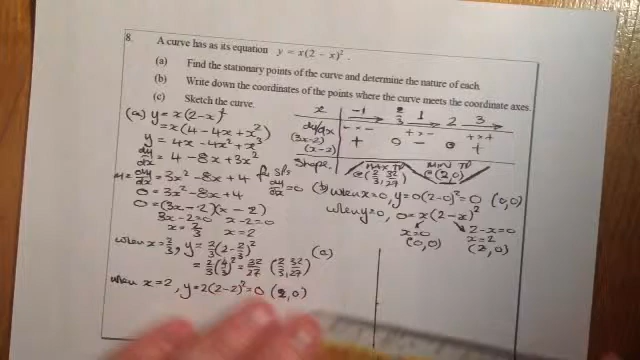 8. A curve has as its equation y = x(2 - x)².
(a) Find the stationary points of the curve and determine the nature of each.
(b) Write down the coordinates of the points where the curve meets the coordinate axes.
(c) Sketch the curve.
(a) y = x(2-x)²
= x(4 - 4x + x²)
y = 4x - 4x² + x³
dy/dx = 4 - 8x + 3x²
dy/dx = 3x² - 8x + 4 for SPs dy/dx = 0
0 = 3x² - 8x + 4
0 = (3x - 2)(x - 2)
3x - 2 = 0 x - 2 = 0
x = 2/3 x = 2
when x = 2/3, y = 2/3(2 - 2/3)²
= 2/3(4/3)² = 32/27 (2/3, 32/27)
when x = 2, y = 2(2-2)² = 0 (2,0)
x -1 2/3 1 2 3
dy/dx - × - + × - + × +
(3x-2)(x-2) + 0 - 0 +
Shape MAX TP @ (2/3, 32/27) MIN TP @ (2,0)
(b) when x = 0, y = 0(2-0)² = 0 (0,0)
when y = 0, 0 = x(2-x)²
x = 0 2 - x = 0
(0,0) x = 2
(2,0)